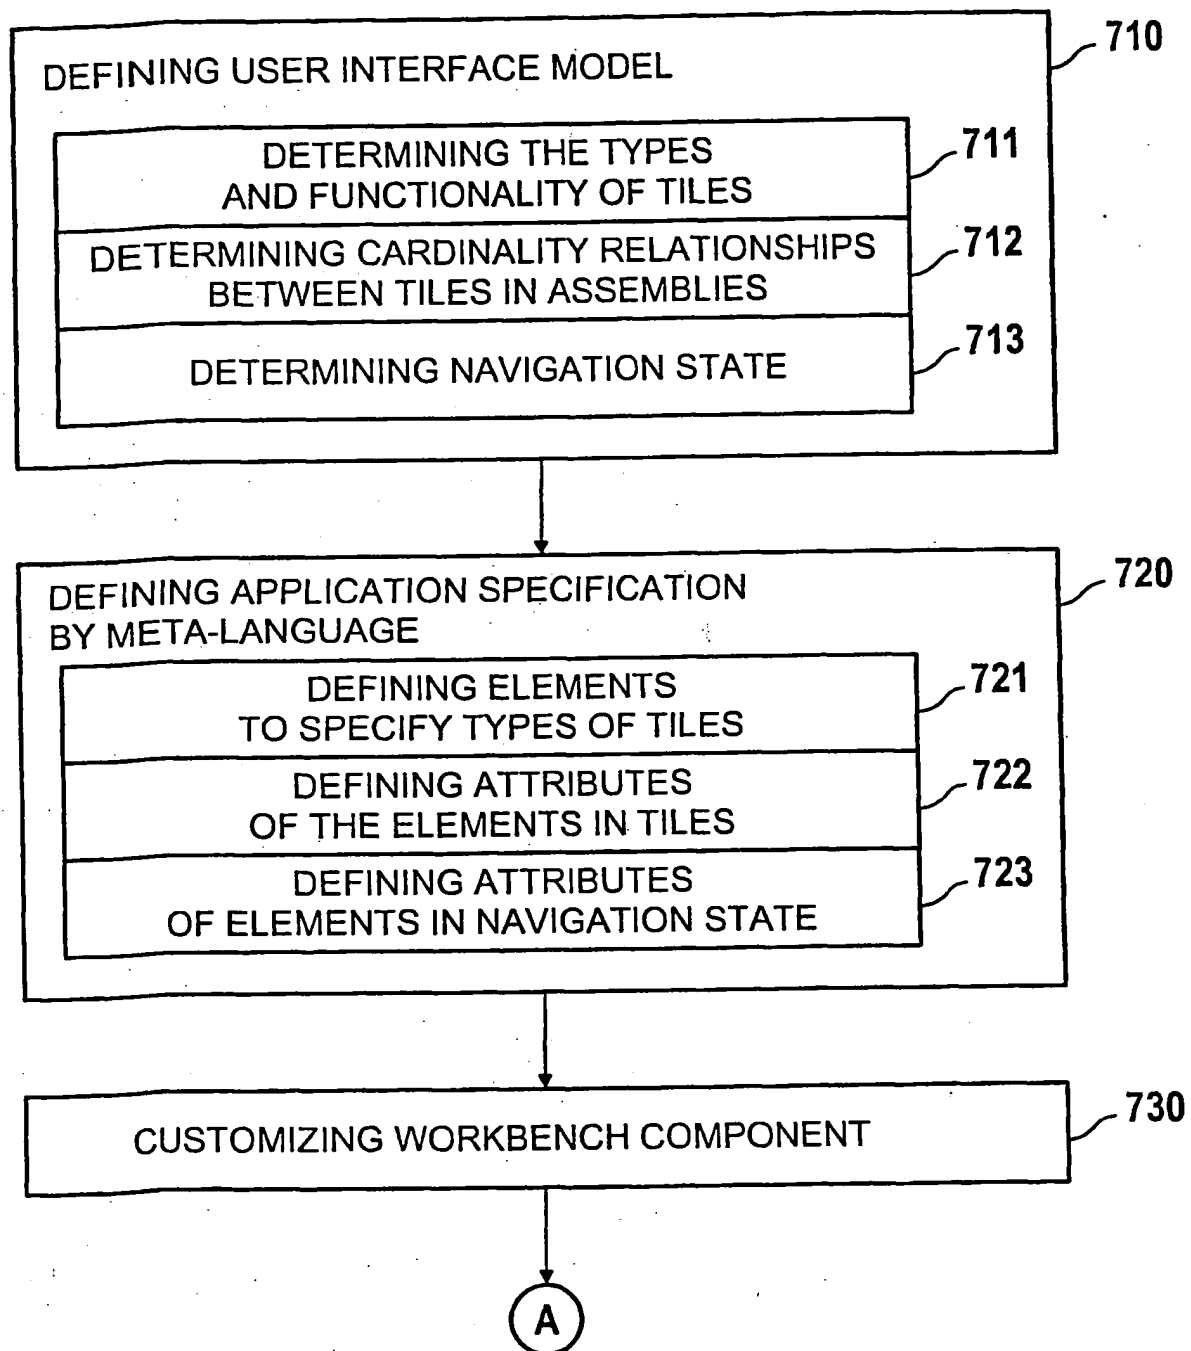 710
DEFINING USER INTERFACE MODEL
DETERMINING THE TYPES
AND FUNCTIONALITY OF TILES
711
DETERMINING CARDINALITY RELATIONSHIPS
BETWEEN TILES IN ASSEMBLIES
712
DETERMINING NAVIGATION STATE
713
DEFINING APPLICATION SPECIFICATION
BY META-LANGUAGE
720
DEFINING ELEMENTS
TO SPECIFY TYPES OF TILES
721
DEFINING ATTRIBUTES
OF THE ELEMENTS IN TILES
722
DEFINING ATTRIBUTES
OF ELEMENTS IN NAVIGATION STATE
723
CUSTOMIZING WORKBENCH COMPONENT
730
A